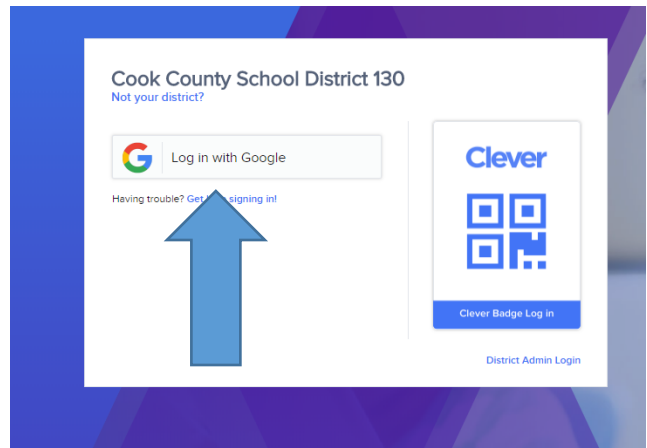 Cook County School District 130
Not your district?
Log in with Google
Having trouble? Get signing in!
Clever
Clever Badge Log in
District Admin Login